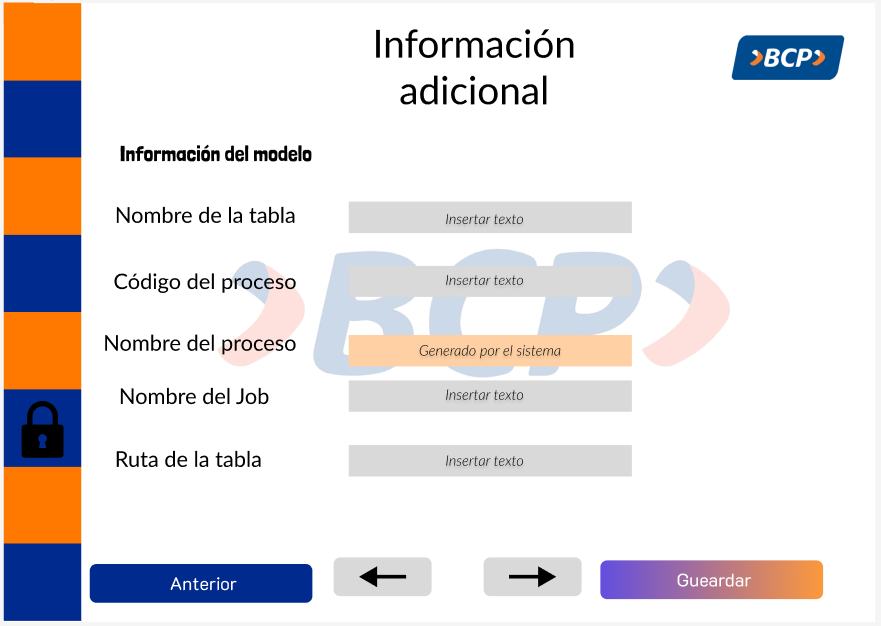 Información
adicional
›BCP›
Información del modelo
Nombre de la tabla
Insertar texto
Código del proceso
Insertar texto
Nombre del proceso
Generado por el sistema
Nombre del Job
Insertar texto
Ruta de la tabla
Insertar texto
›BCP›
Anterior
Gueardar